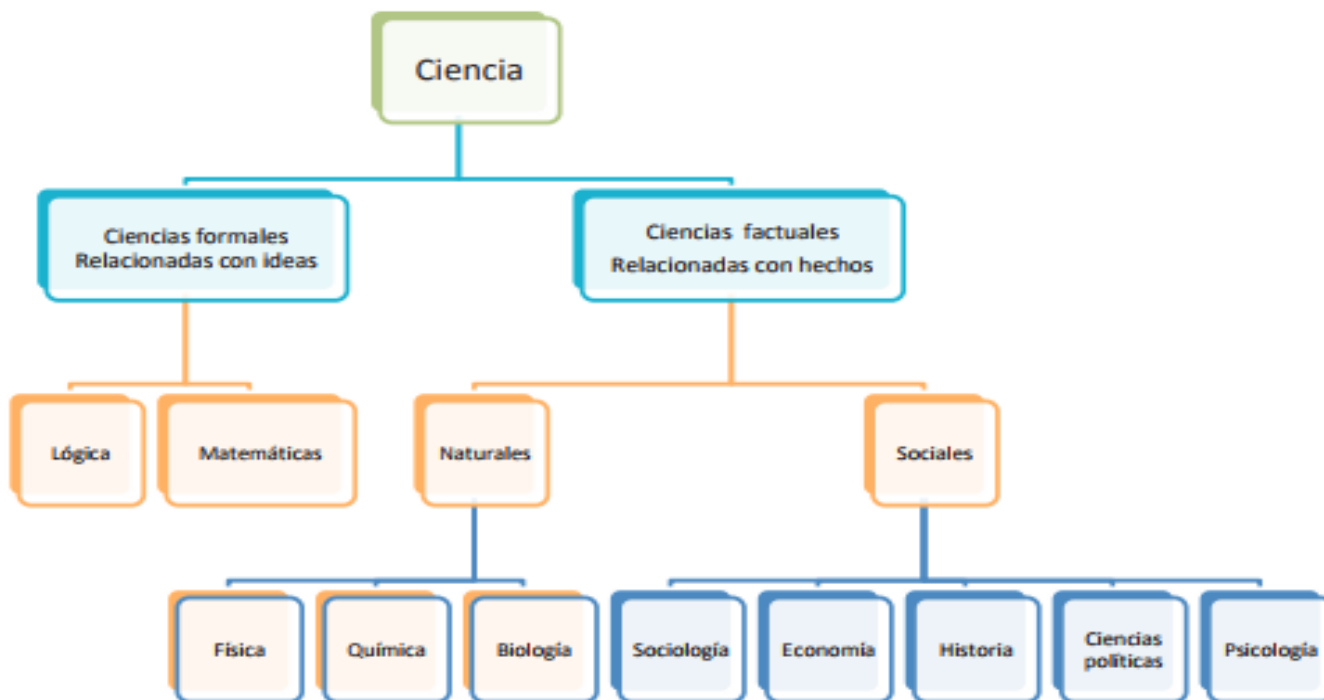 Ciencia
Ciencias formales
Relacionadas con ideas
Ciencias factuales
Relacionadas con hechos
Lógica
Matemáticas
Naturales
Sociales
Física
Química
Biología
Sociología
Economía
Historia
Ciencias
políticas
Psicología